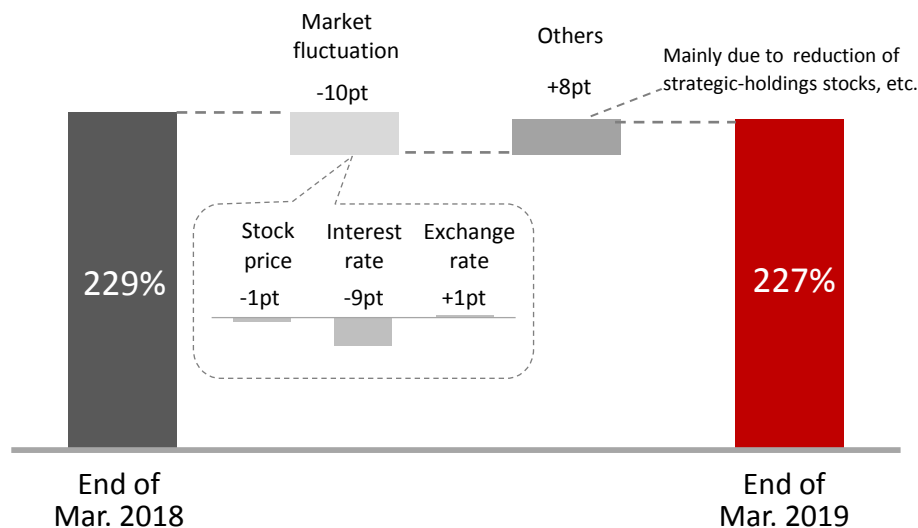 Market
fluctuation
-10pt
Others
+8pt
Mainly due to reduction of
strategic-holdings stocks, etc.
229%
Stock
price
-1pt
Interest
rate
-9pt
Exchange
rate
+1pt
227%
End of
Mar. 2018
End of
Mar. 2019